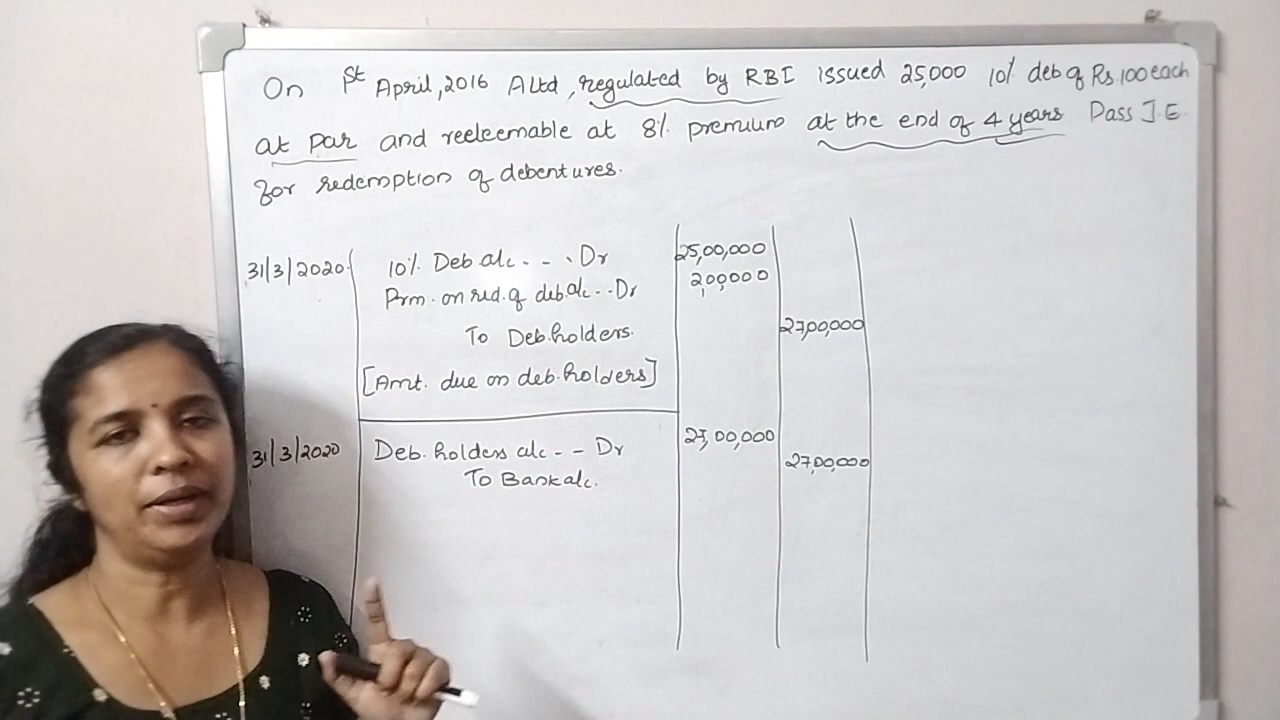 On 1st April, 2016 A Ltd, regulated by RBI issued 25,000 10% deb of Rs.100 each
at par and redeemable at 8% premium at the end of 4 years Pass J.E
for redemption of debentures.
31/3/2020 10% Deb. a/c - - - Dr 25,00,000
Prm. on red. of deb. a/c - - Dr 200,000
To Deb. holders. 27,00,000
[Amt. due on deb. holders]
31/3/2020 Deb. holders a/c - - Dr 27,00,000
To Bank a/c. 27,00,000